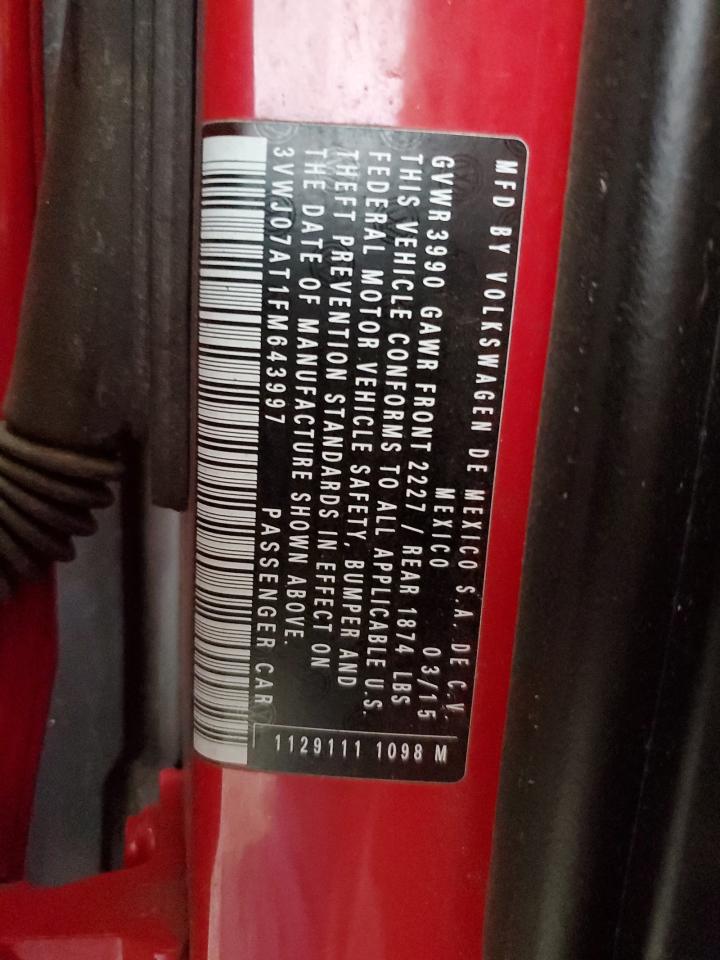 MFD BY VOLKSWAGEN DE MEXICO S.A. DE C.V.
MEXICO 03/15
GVWR 3990 GAWR FRONT 2227 / REAR 1874 LBS
THIS VEHICLE CONFORMS TO ALL APPLICABLE U.S.
FEDERAL MOTOR VEHICLE SAFETY, BUMPER AND
THEFT PREVENTION STANDARDS IN EFFECT ON
THE DATE OF MANUFACTURE SHOWN ABOVE.
3VWJ07AT1FM643997 PASSENGER CAR
1129111 1098 M